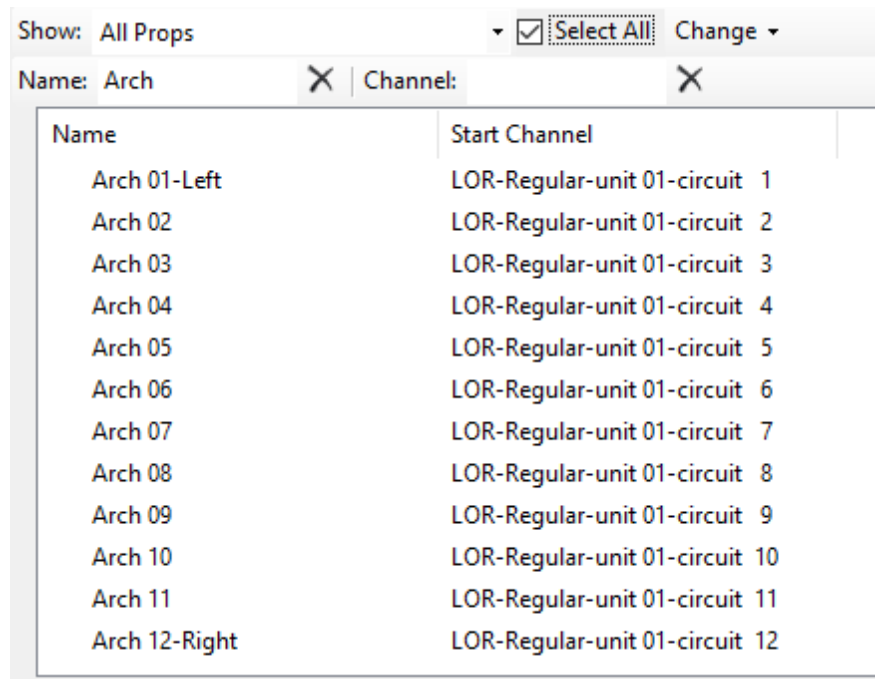 Show: All Props Select All Change
Name: Arch Channel:
Name Start Channel
Arch 01-Left LOR-Regular-unit 01-circuit 1
Arch 02 LOR-Regular-unit 01-circuit 2
Arch 03 LOR-Regular-unit 01-circuit 3
Arch 04 LOR-Regular-unit 01-circuit 4
Arch 05 LOR-Regular-unit 01-circuit 5
Arch 06 LOR-Regular-unit 01-circuit 6
Arch 07 LOR-Regular-unit 01-circuit 7
Arch 08 LOR-Regular-unit 01-circuit 8
Arch 09 LOR-Regular-unit 01-circuit 9
Arch 10 LOR-Regular-unit 01-circuit 10
Arch 11 LOR-Regular-unit 01-circuit 11
Arch 12-Right LOR-Regular-unit 01-circuit 12